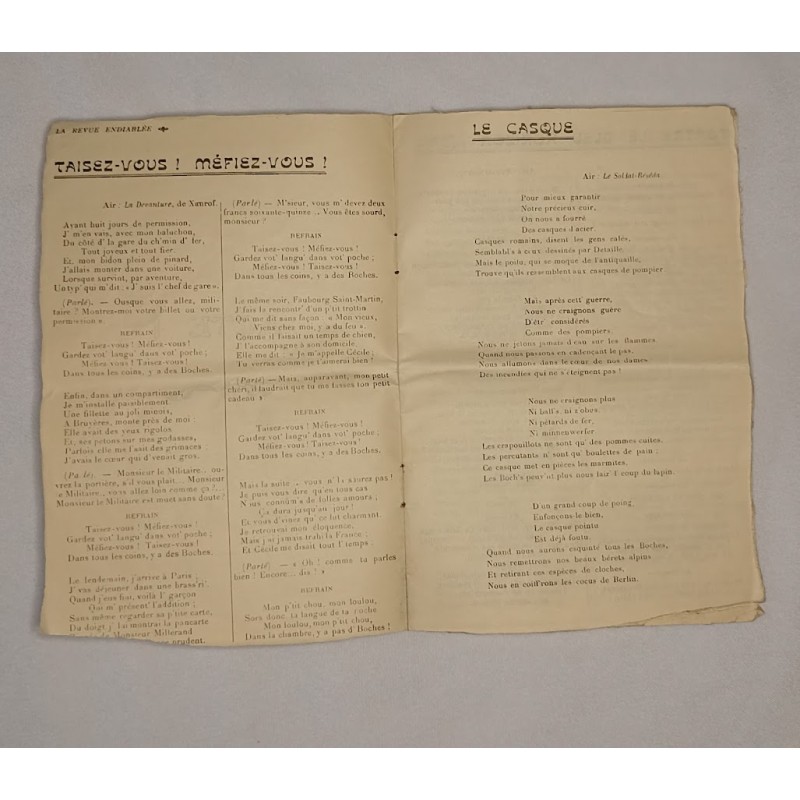 LA REVUE ENDIABLÉE
TAISEZ-VOUS ! MÉFIEZ-VOUS !
Air : La Devanture, de Xanrof.
Ayant huit jours de permission,
J' m'en vais, avec mon baluchon,
Du côté d' la gare du ch'min d' fer,
Tout joyeux et tout fier.
Et, mon bidon plein de pinard,
J'allais monter dans une voiture,
Lorsque survint, par aventure,
Un typ' qui m'dit : « J' suis l'chef de gare ».
(Parlé). — Ousque vous allez, mili-
taire ? Montrez-moi votre billet ou votre
permission ».
REFRAIN
Taisez-vous ! Méfiez-vous !
Gardez vot' langu' dans vot' poche ;
Méfiez-vous ! Taisez-vous !
Dans tous les coins, y a des Boches.
Enfin, dans un compartiment,
Je m'installe paisiblement.
Une fillette au joli minois,
A Bruyères, monte près de moi
Elle avait des yeux rigolos
Et, ses petons sur mes godasses,
Parfois elle me f'sait des grimaces
J'avais le cœur qui d'venait gros.
(Parlé). — Monsieur le Militaire... ou-
vrez la portière, s'il vous plaît... Monsieur
le Militaire... vous allez loin comme ça ?...
Monsieur le Militaire est muet sans doute !
REFRAIN
Taisez-vous ! Méfiez-vous !
Gardez vot' langu' dans vot' poche ;
Méfiez-vous ! Taisez-vous !
Dans tous les coins, y a des Boches.
Le lendemain, j'arrive à Paris ;
J' vas déjeuner dans une brass'ri'.
Quand j'eus fini, voilà l' garçon
Qui m' présent' l'addition ;
Sans même regarder sa p'tite carte,
Du doigt j' lui montrai la pancarte
de Monsieur Millerand
prudent.
(Parlé) — M'sieur, vous m' devez deux
francs soixante-quinze... Vous êtes sourd,
monsieur ?
REFRAIN
Taisez-vous ! Méfiez-vous !
Gardez vot' langu' dans vot' poche ;
Méfiez-vous ! Taisez-vous !
Dans tous les coins, y a des Boches.
Le même soir, Faubourg Saint-Martin,
J'fais la rencontr' d'un p'tit trottin
Qui me dit sans façon : « Mon vieux,
Viens chez moi, y a du feu ».
Comme il faisait un temps de chien,
J' l'accompagne à son domicile.
Elle me dit : « Je m'appelle Cécile ;
Tu verras comme je t'aimerai bien !
(Parlé) — Mais, auparavant, mon petit
chéri, il faudrait que tu me fasses ton petit
cadeau »
REFRAIN
Taisez-vous ! Méfiez-vous !
Gardez vot' langu' dans vot' poche ;
Méfiez-vous ! Taisez-vous !
Dans tous les coins, y a des Boches.
Mais la suite... vous n' la saurez pas !
Je puis vous dire qu'en tous cas
Nous connûm's de folles amours ;
Ça dura jusqu'au jour !
Et vous d'vinez qu' ce lot charmant
Je retrouvai mon éloquence,
Mais j'ai jamais trahi la France ;
Et Cécile me disait tout l' temps :
(Parlé) — « Oh ! comme tu parles
bien ! Encore... dis ! »
REFRAIN
Mon p'tit chou, mon loulou,
Sors donc ta langue de ta poche
Mon loulou, mon p'tit chou,
Dans la chambre, y a pas d' Boches !
LE CASQUE
Air : Le Soldat-Réséda.
Pour mieux garantir
Notre précieux cuir,
On nous a fourré
Des casques d'acier.
Casques romains, disent les gens calés,
Semblabl's à ceux dessinés par Detaille,
Mais le poilu, qui se moque de l'antiquaille,
Trouve qu'ils ressemblent aux casques de pompier
Mais après cett' guerre,
Nous ne craignons guère
D'êtr' considérés
Comme des pompiers,
Nous ne jetons jamais d'eau sur les flammes
Quand nous passons en cadençant le pas,
Nous allumons dans le cœur de nos dames
Des incendies qui ne s'éteignent pas !
Nous ne craignons plus
Ni ball's, ni z'obus,
Ni pétards de fer,
Ni minnenwerfer
Les crapouillots ne sont qu' des pommes cuites,
Les percutants n' sont qu' boulettes de pain ;
Ce casque met en pièces les marmites,
Les Boch's peuv'nt plus nous fair' l' coup du lapin.
D'un grand coup de poing
Enfonçons-le bien,
Le casque pointu
Est déjà foutu.
Quand nous aurons esquinté tous les Boches,
Nous remettrons nos beaux bérets alpins
Et retirant ces espèces de cloches,
Nous en coiff'rons les cocus de Berlin.